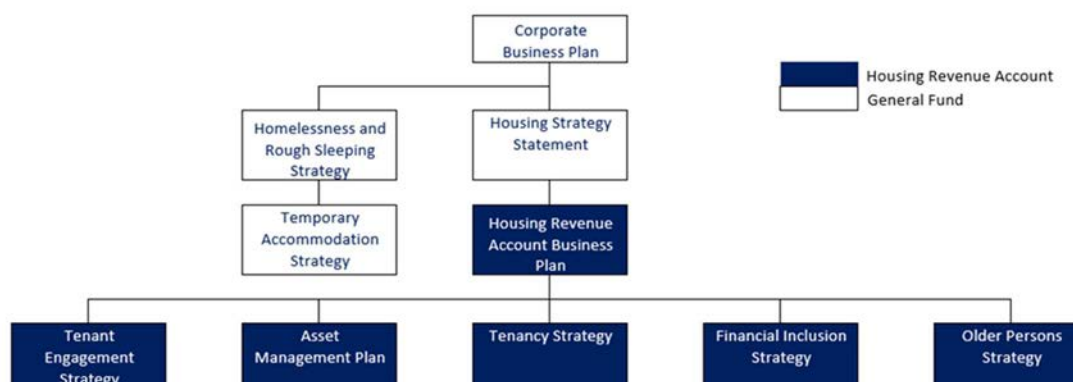 Corporate
Business Plan
Housing Revenue Account
General Fund
Homelessness and
Rough Sleeping
Strategy
Housing Strategy
Statement
Temporary
Accommodation
Strategy
Housing Revenue
Account Business
Plan
Tenant
Engagement
Strategy
Asset
Management Plan
Tenancy Strategy
Financial Inclusion
Strategy
Older Persons
Strategy